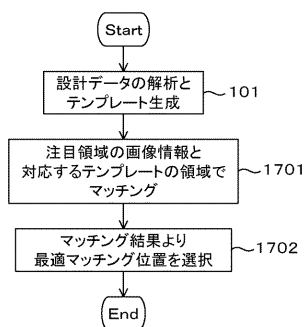 Start
設計データの解析と
テンプレート生成
101
注目領域の画像情報と
対応するテンプレートの領域で
マッチング
1701
マッチング結果より
最適マッチング位置を選択
1702
End